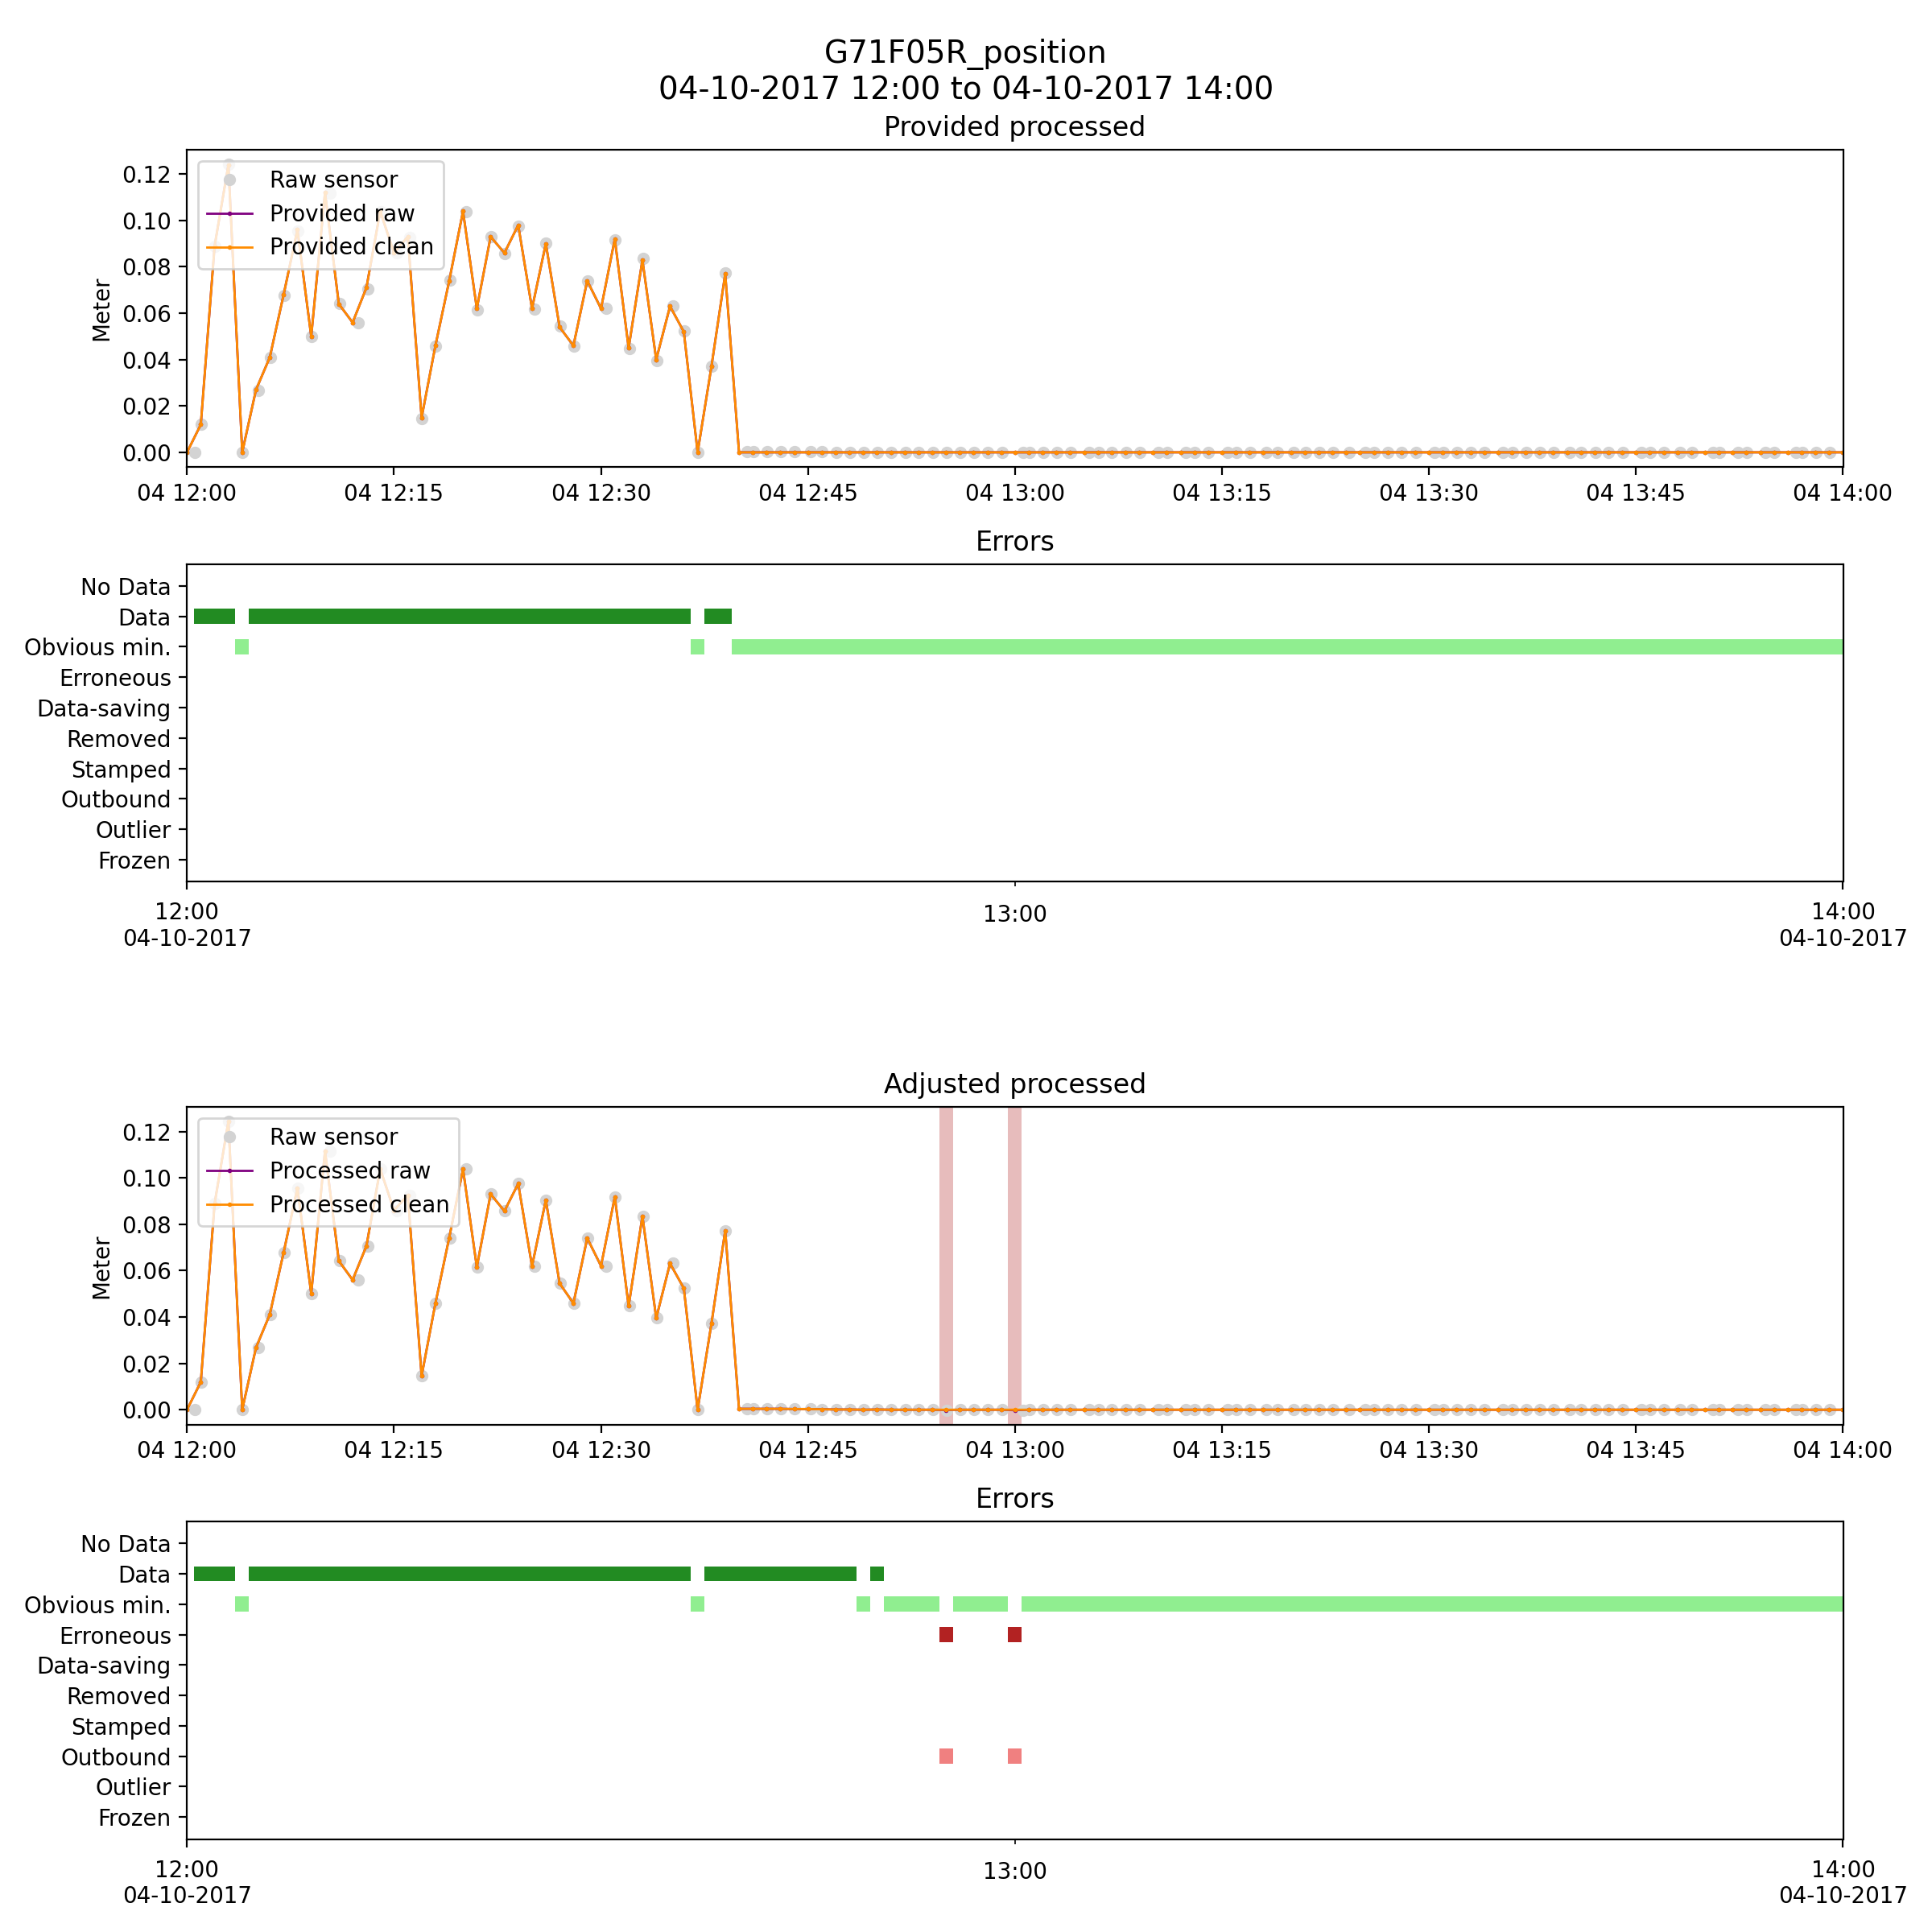 G71F05R_position
04-10-2017 12:00 to 04-10-2017 14:00
Provided processed
Meter
0.12
0.10
0.08
0.06
0.04
0.02
0.00
Raw sensor
Provided raw
Provided clean
04 12:00 04 12:15 04 12:30 04 12:45 04 13:00 04 13:15 04 13:30 04 13:45 04 14:00
Errors
No Data
Data
Obvious min.
Erroneous
Data-saving
Removed
Stamped
Outbound
Outlier
Frozen
12:00 13:00 14:00
04-10-2017 04-10-2017
Adjusted processed
Meter
0.12
0.10
0.08
0.06
0.04
0.02
0.00
Raw sensor
Processed raw
Processed clean
04 12:00 04 12:15 04 12:30 04 12:45 04 13:00 04 13:15 04 13:30 04 13:45 04 14:00
Errors
No Data
Data
Obvious min.
Erroneous
Data-saving
Removed
Stamped
Outbound
Outlier
Frozen
12:00 13:00 14:00
04-10-2017 04-10-2017